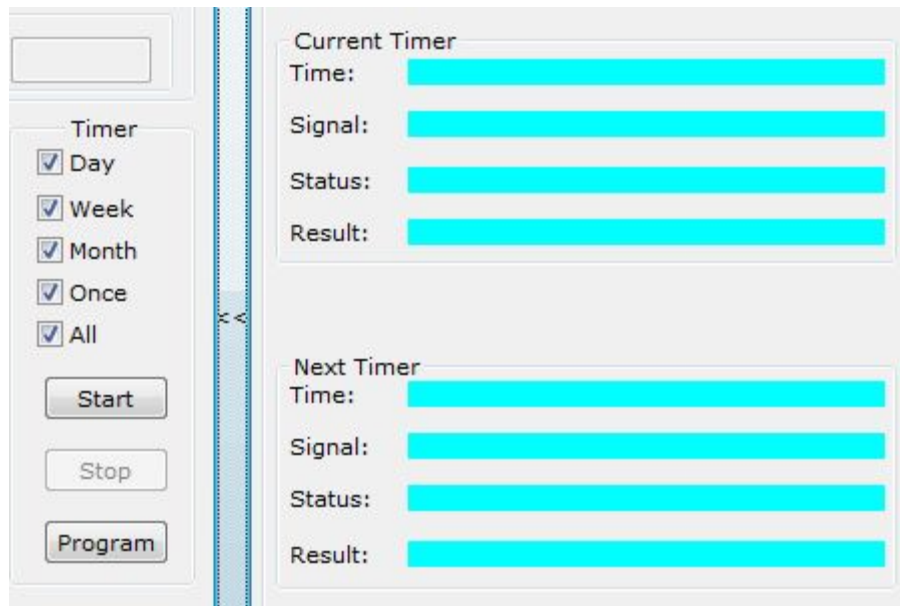 Timer
Day
Week
Month
Once
All
Start
Stop
Program
<<
Current Timer
Time:
Signal:
Status:
Result:
Next Timer
Time:
Signal:
Status:
Result: